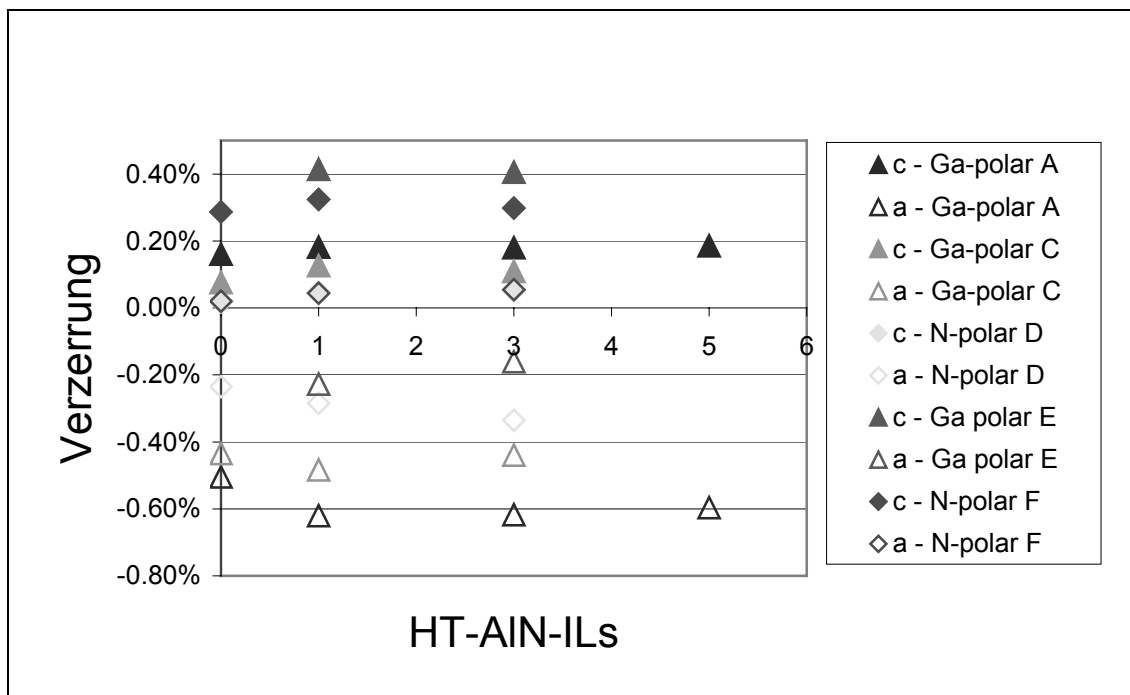 0.40%
0.20%
0.00%
-0.20%
-0.40%
-0.60%
-0.80%
0 1 2 3 4 5 6
Verzerrung
HT-AlN-ILs
c - Ga-polar A
a - Ga-polar A
c - Ga-polar C
a - Ga-polar C
c - N-polar D
a - N-polar D
c - Ga polar E
a - Ga polar E
c - N-polar F
a - N-polar F